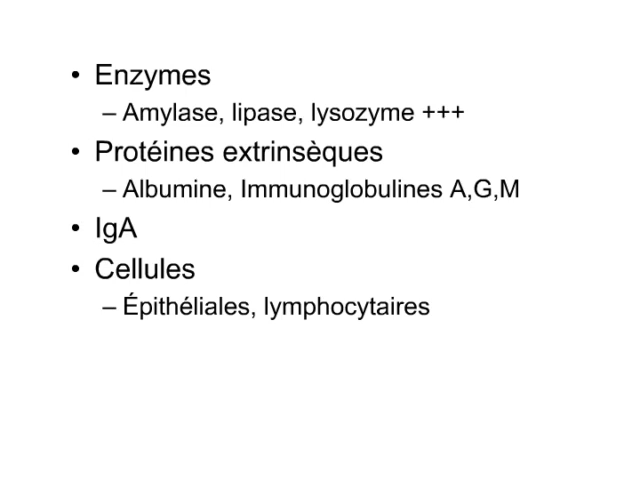 • Enzymes
– Amylase, lipase, lysozyme +++
• Protéines extrinsèques
– Albumine, Immunoglobulines A,G,M
• IgA
• Cellules
– Épithéliales, lymphocytaires